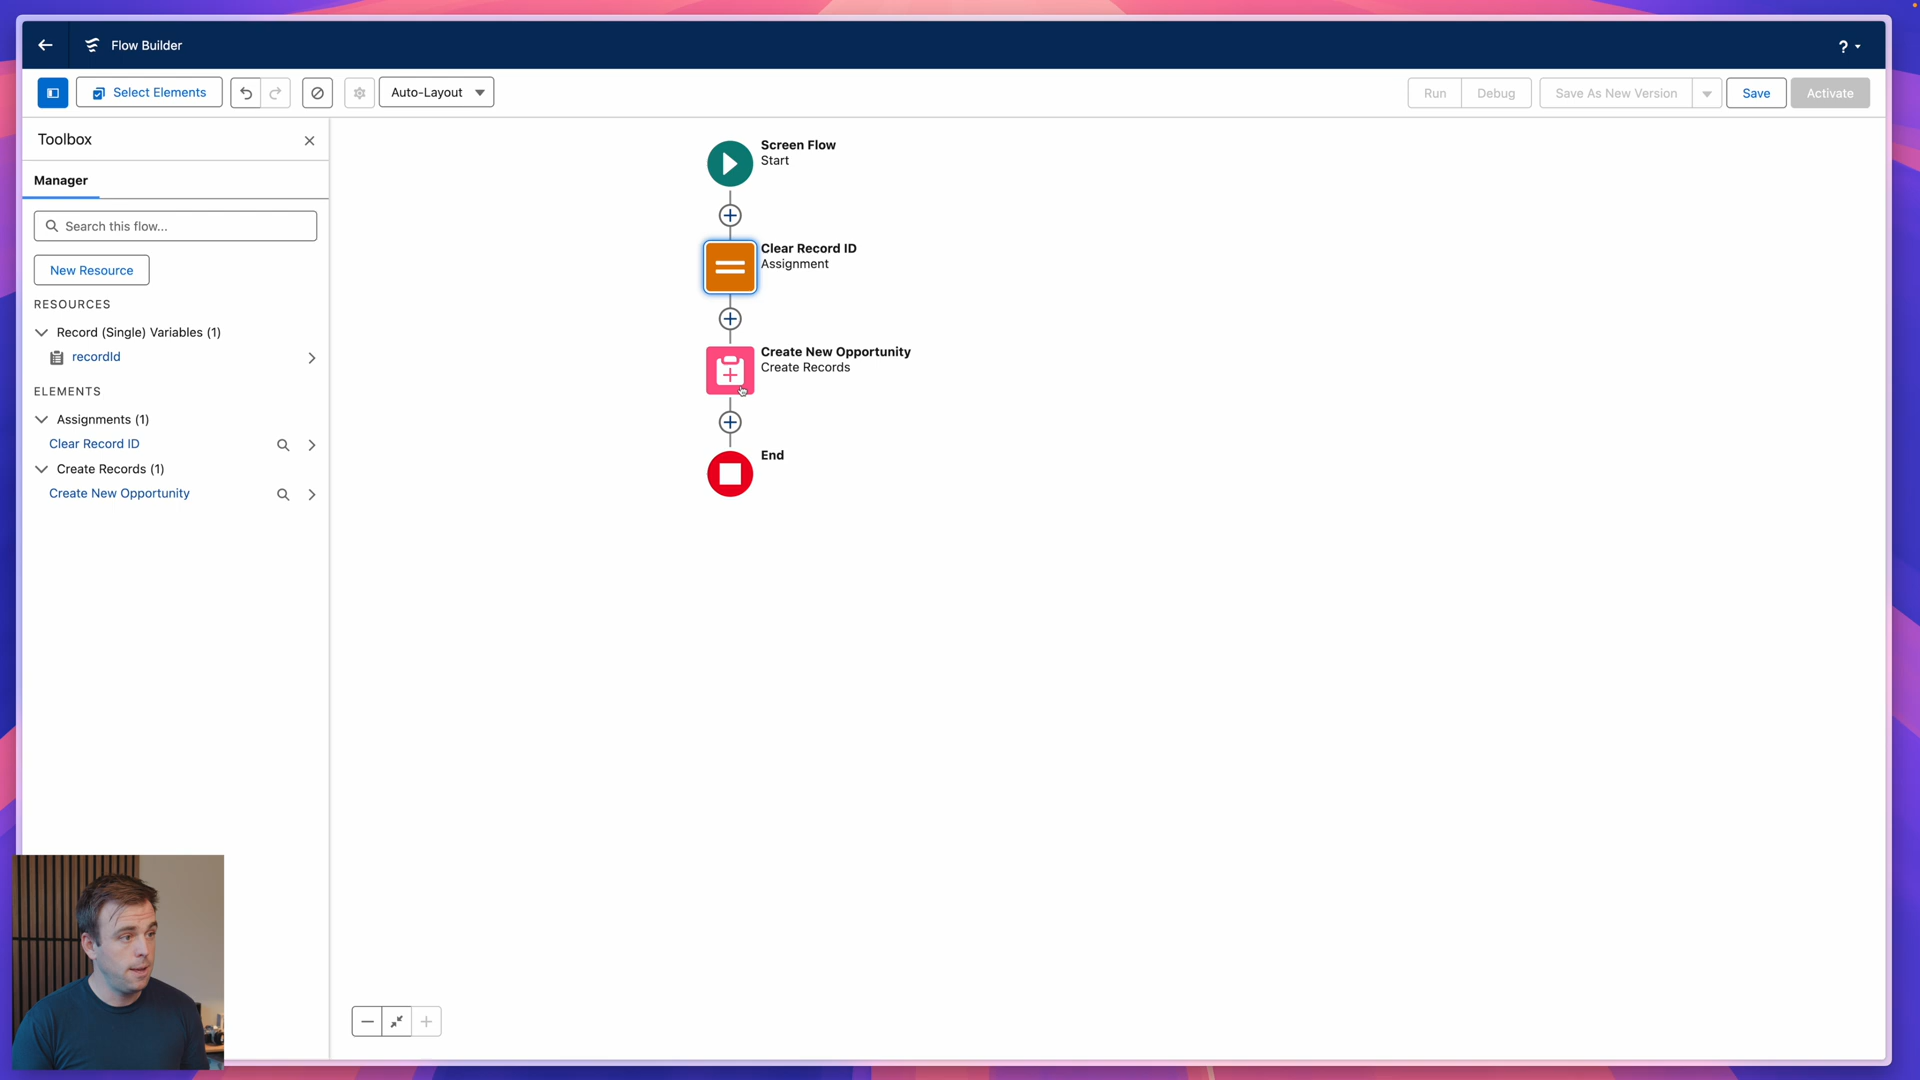 Flow Builder
?
Select Elements
Auto-Layout
Run
Debug
Save As New Version
Save
Activate
Toolbox
Manager
Search this flow...
New Resource
RESOURCES
Record (Single) Variables (1)
recordId
ELEMENTS
Assignments (1)
Clear Record ID
Create Records (1)
Create New Opportunity
Screen Flow
Start
Clear Record ID
Assignment
Create New Opportunity
Create Records
End